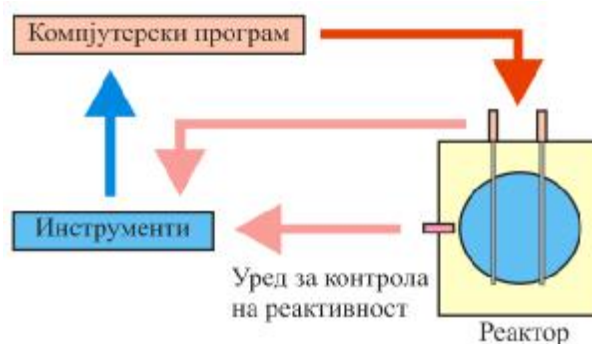 Компјутерски програм
Инструменти
Уред за контрола
на реактивност
Реактор